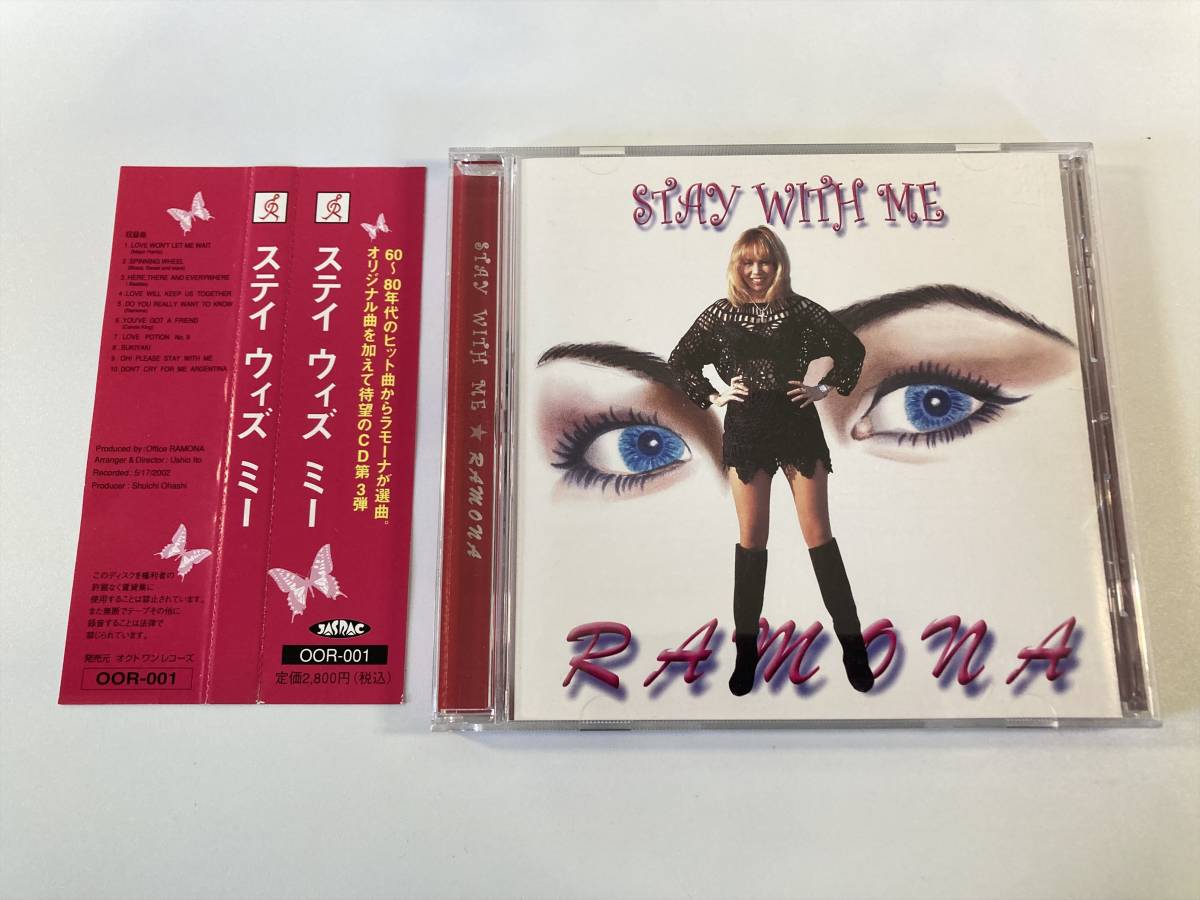 収録曲
1 .LOVE WON'T LET ME WAIT
(Major Harris)
2 .SPINNING WHEEL
(Blood, Sweat and tears)
3 .HERE,THERE AND EVERYWHERE
(Beatles)
4 .LOVE WILL KEEP US TOGETHER
5 .DO YOU REALLY WANT TO KNOW
(Ramona)
6 .YOU'VE GOT A FRIEND
(Carole King)
7 .LOVE POTION No. 9
8 .SUKIYAKI
9 .OH! PLEASE STAY WITH ME
10.DON'T CRY FOR ME ARGENTINA
Produced by : Office RAMONA
Arranger & Director : Ushio Ito
Recorded : 5/17/2002
Producer : Shuichi Ohashi
このディスクを権利者の
許諾なく賃貸業に
使用することは禁止されています。
また無断でテープその他に
録音することは法律で
禁じられています。
発売元 オクトワンレコーズ
OOR-001
ステイ ウィズ ミー
ステイ ウィズ ミー
60〜80年代のヒット曲からラモーナが選曲。
オリジナル曲を加えて待望のCD第3弾
JASRAC
OOR-001
定価2,800円(税込)
STAY WITH ME ★ RAMONA
STAY WITH ME
RAMONA